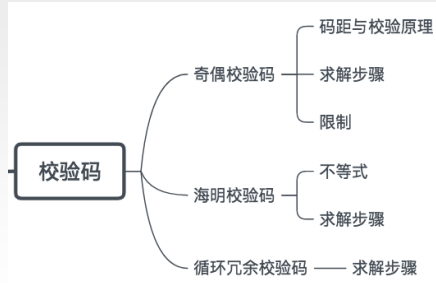 校验码
奇偶校验码
码距与校验原理
求解步骤
限制
海明校验码
不等式
求解步骤
循环冗余校验码
求解步骤